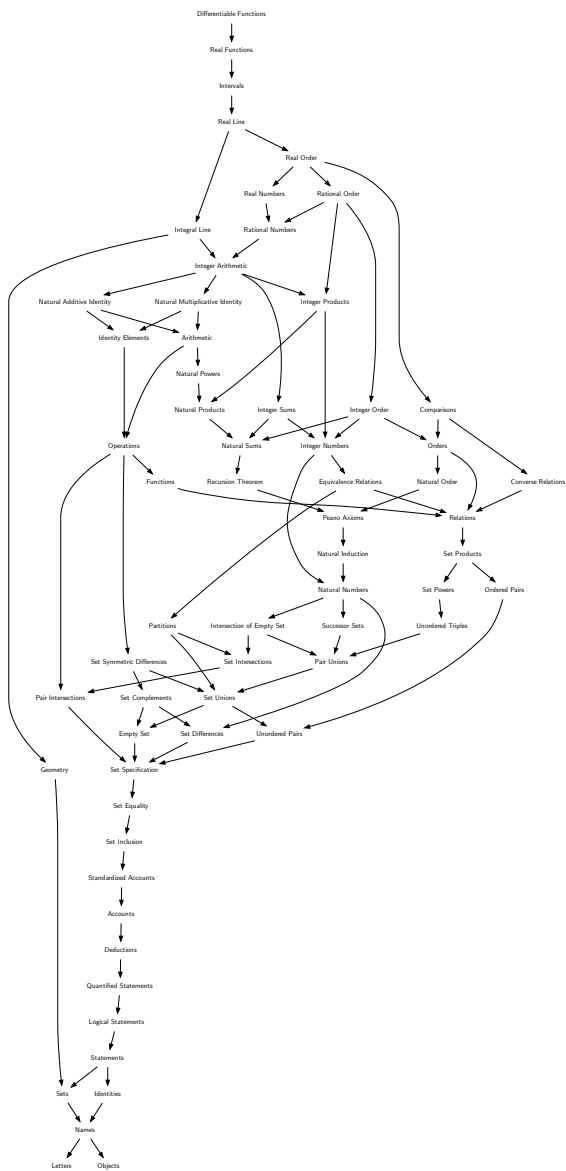 Differentiable Functions
Real Functions
Intervals
Real Line
Real Order
Real Numbers
Rational Order
Integral Line
Rational Numbers
Integer Arithmetic
Natural Additive Identity
Natural Multiplicative Identity
Integer Products
Identity Elements
Arithmetic
Natural Powers
Natural Products
Integer Sums
Integer Order
Comparisons
Operations
Natural Sums
Integer Numbers
Orders
Functions
Recursion Theorem
Equivalence Relations
Natural Order
Converse Relations
Peano Axioms
Relations
Natural Induction
Set Products
Natural Numbers
Set Powers
Ordered Pairs
Partitions
Intersection of Empty Set
Successor Sets
Unordered Triples
Set Symmetric Differences
Set Intersections
Pair Unions
Pair Intersections
Set Complements
Set Unions
Empty Set
Set Differences
Unordered Pairs
Geometry
Set Specification
Set Equality
Set Inclusion
Standardized Accounts
Accounts
Deductions
Quantified Statements
Logical Statements
Statements
Sets
Identities
Names
Letters
Objects